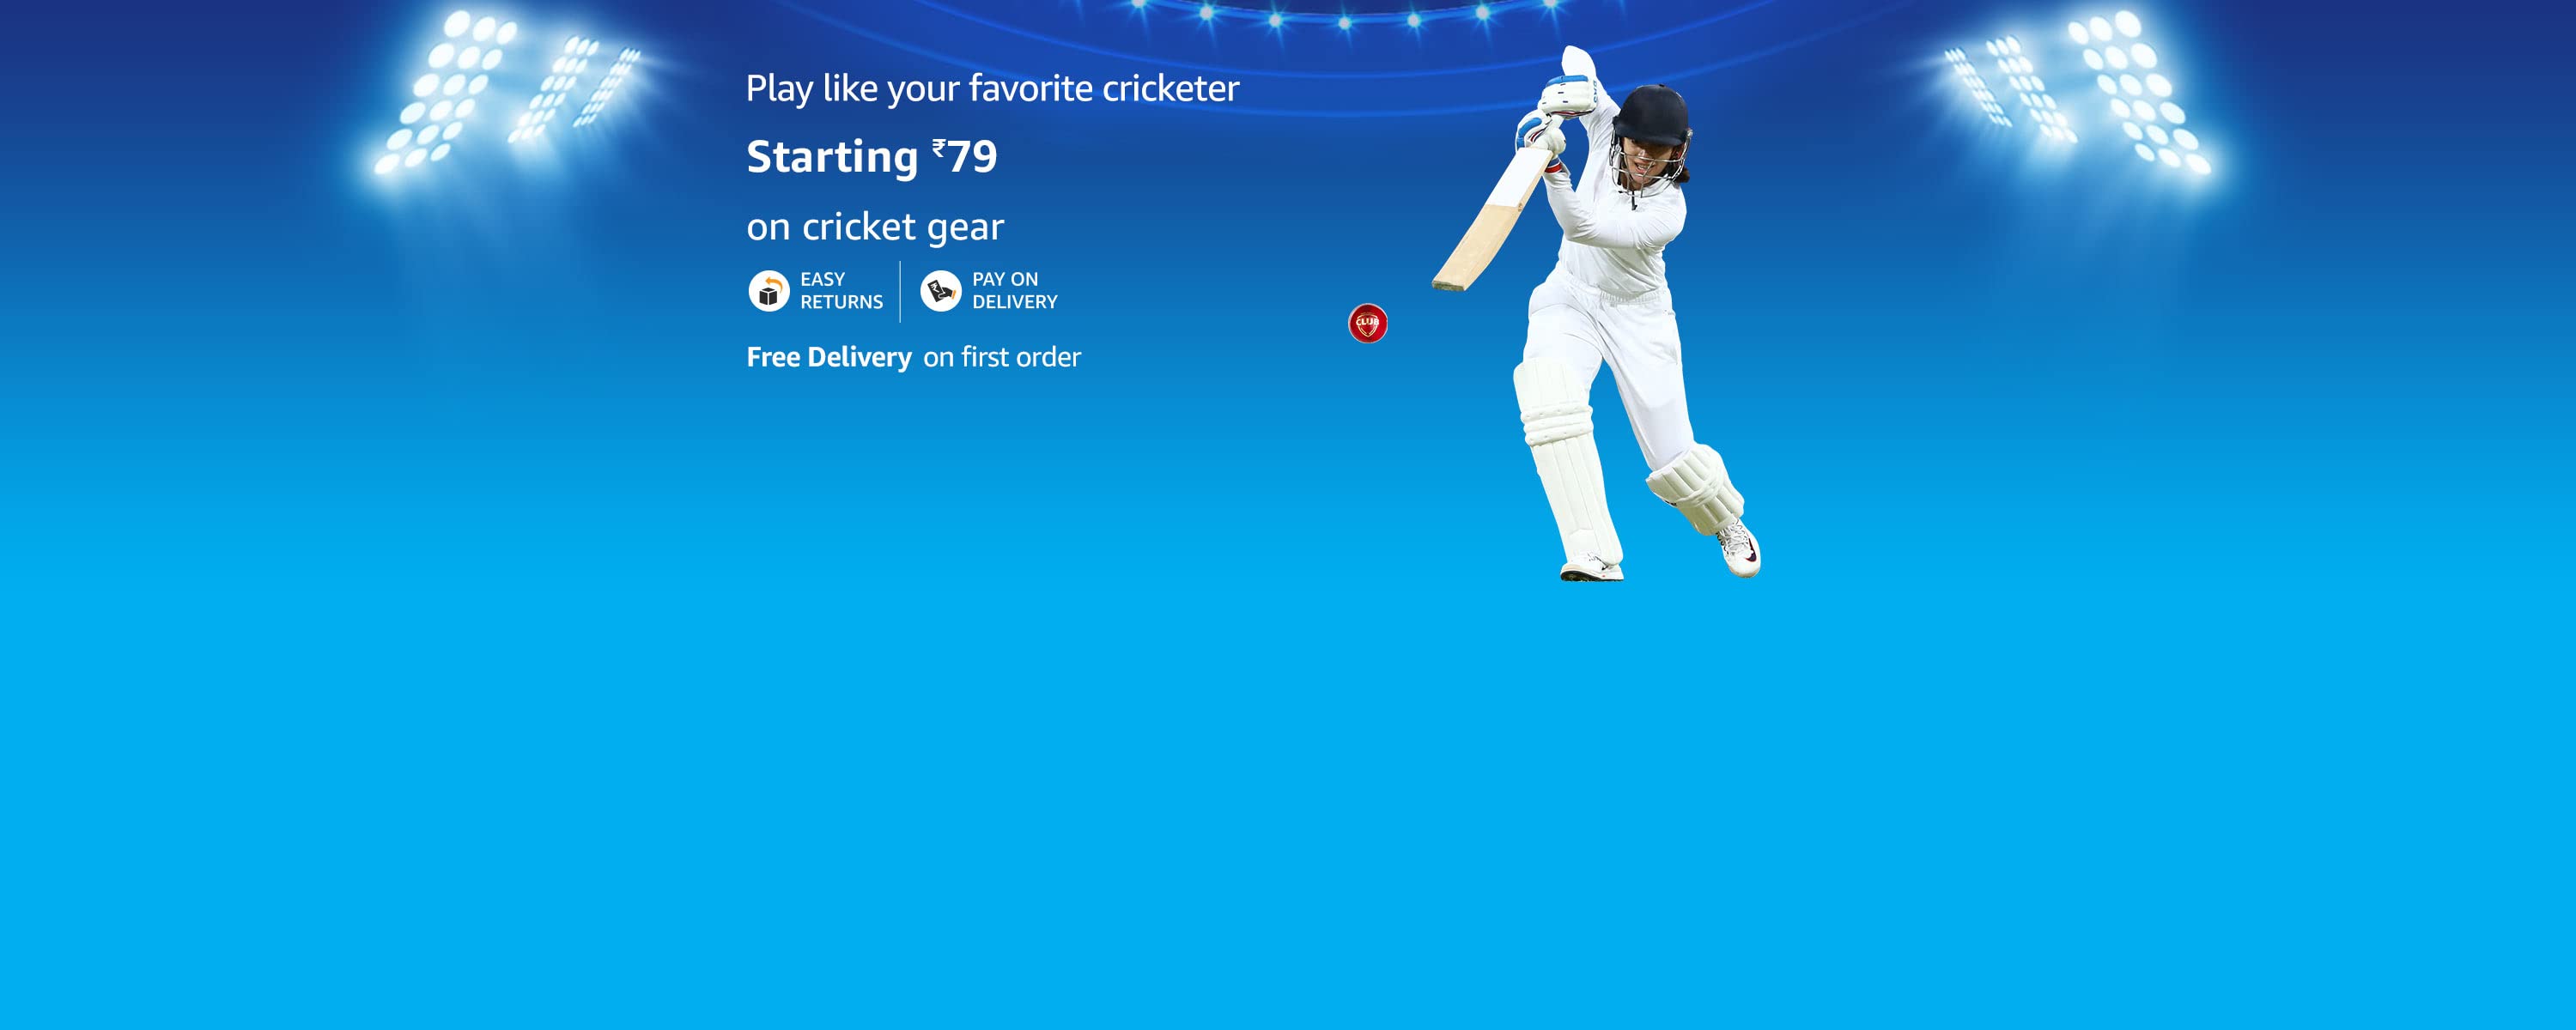 Play like your favorite cricketer
Starting ₹79
on cricket gear
EASY
RETURNS
PAY ON
DELIVERY
Free Delivery on first order
CLUB